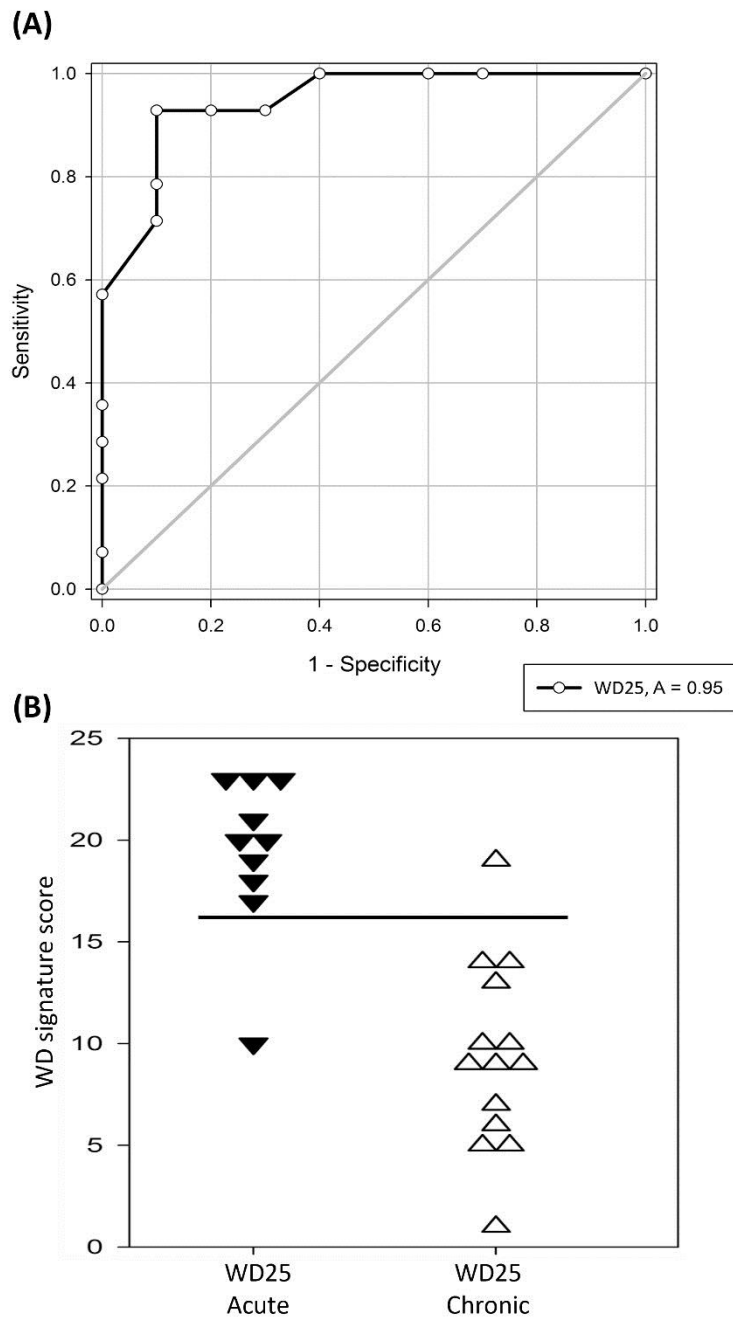 (A)
1.0
0.8
0.6
0.4
0.2
0.0
Sensitivity
0.0 0.2 0.4 0.6 0.8 1.0
1 - Specificity
WD25, A = 0.95
(B)
25
20
15
10
5
0
WD signature score
WD25 WD25
Acute Chronic